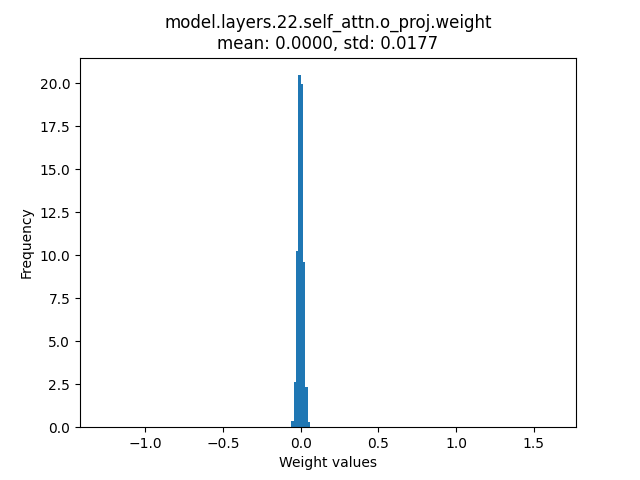 model.layers.22.self_attn.o_proj.weight
mean: 0.0000, std: 0.0177
20.0
17.5
15.0
12.5
10.0
7.5
5.0
2.5
0.0
Frequency
−1.0 −0.5 0.0 0.5 1.0 1.5
Weight values